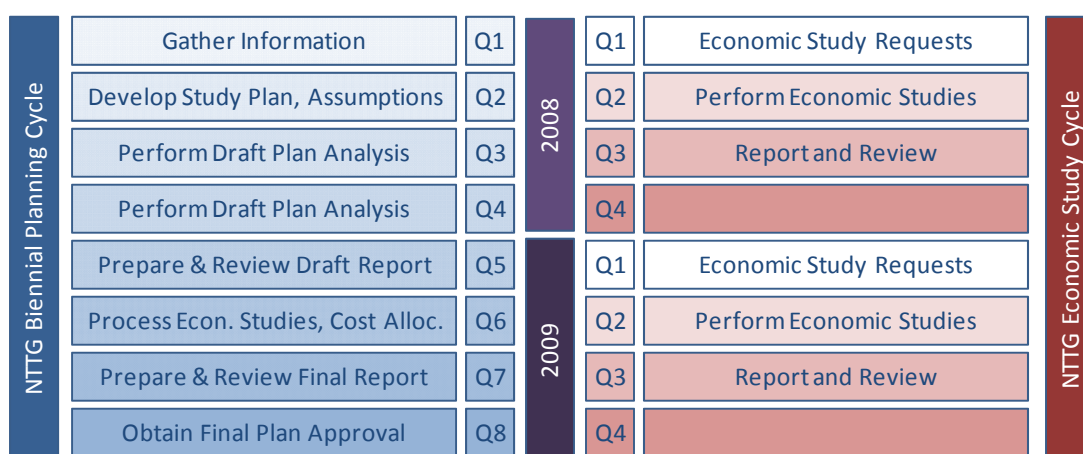 NTTG Biennial Planning Cycle
Gather Information Q1
Develop Study Plan, Assumptions Q2
Perform Draft Plan Analysis Q3
Perform Draft Plan Analysis Q4
Prepare & Review Draft Report Q5
Process Econ. Studies, Cost Alloc. Q6
Prepare & Review Final Report Q7
Obtain Final Plan Approval Q8
2008
2009
Q1 Economic Study Requests
Q2 Perform Economic Studies
Q3 Report and Review
Q4
Q1 Economic Study Requests
Q2 Perform Economic Studies
Q3 Report and Review
Q4
NTTG Economic Study Cycle